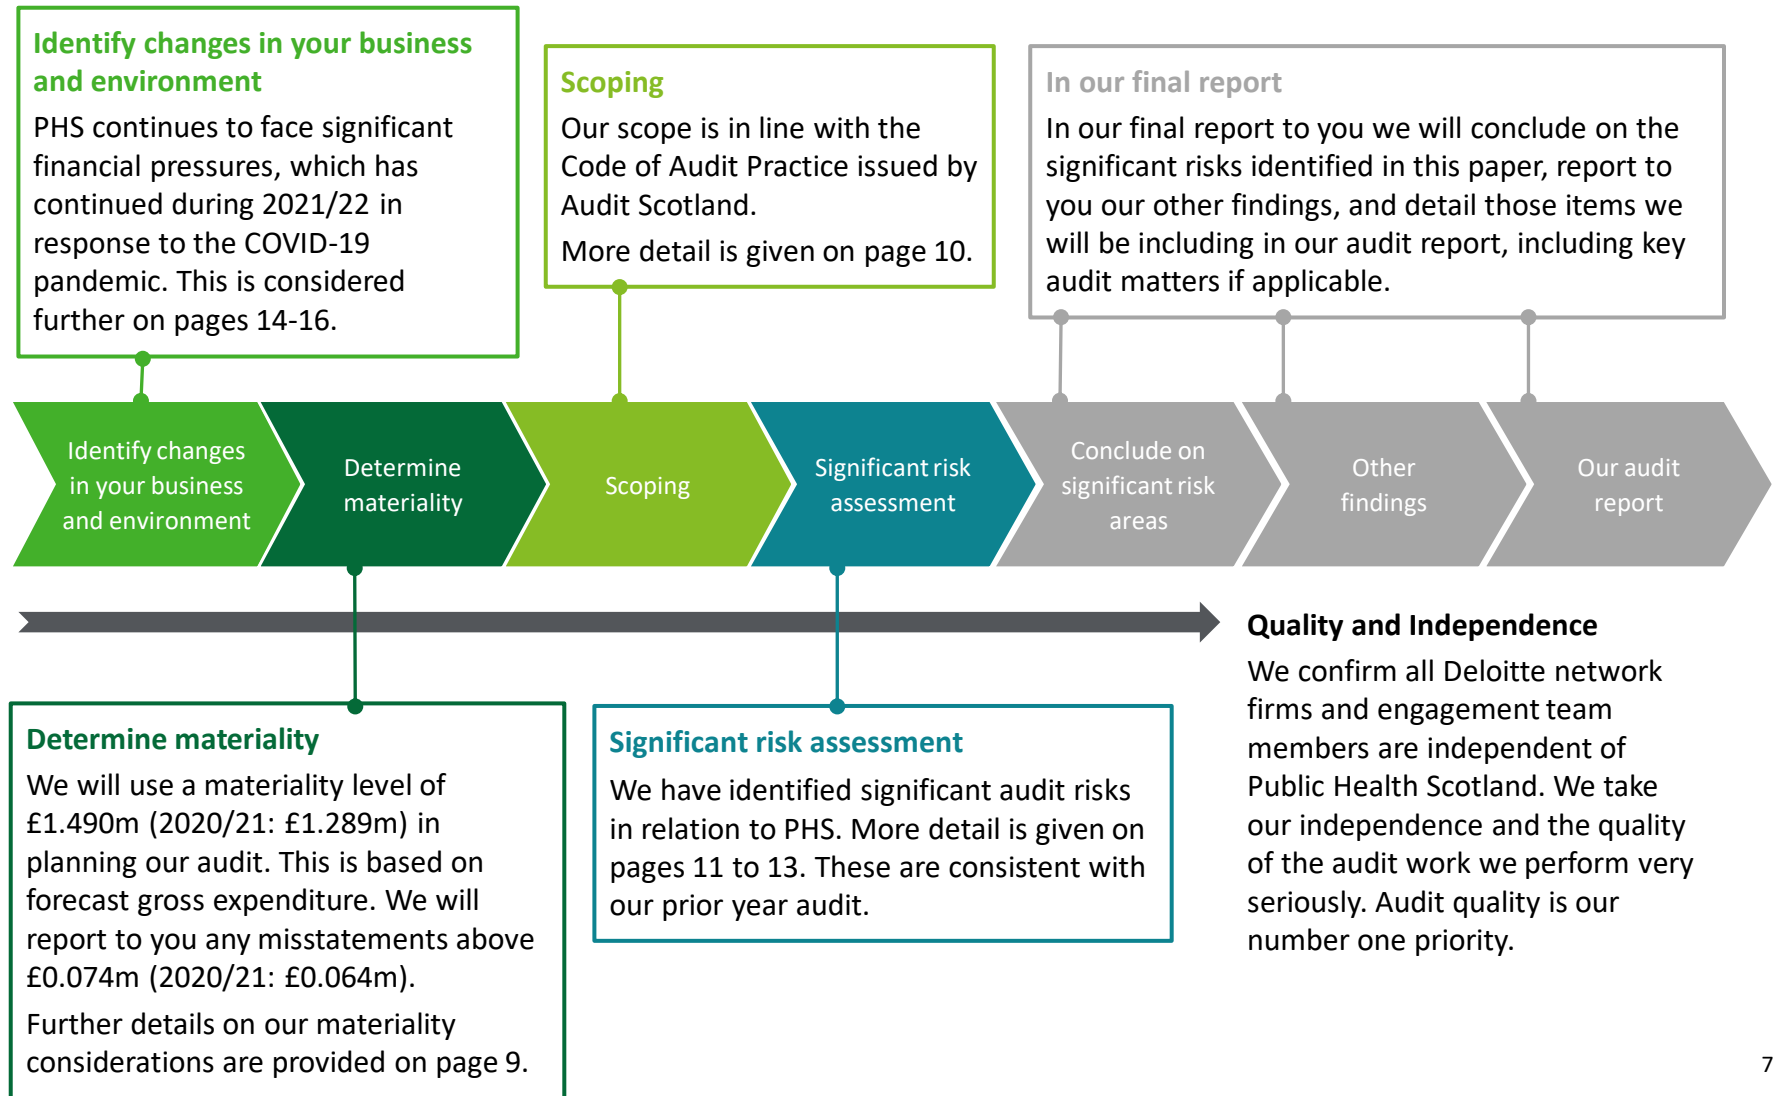 Identify changes in your business
and environment
PHS continues to face significant
financial pressures, which has
continued during 2021/22 in
response to the COVID-19
pandemic. This is considered
further on pages 14-16.
Scoping
Our scope is in line with the
Code of Audit Practice issued by
Audit Scotland.
More detail is given on page 10.
In our final report
In our final report to you we will conclude on the
significant risks identified in this paper, report to
you our other findings, and detail those items we
will be including in our audit report, including key
audit matters if applicable.
Identify changes
in your business
and environment
Determine
materiality
Scoping
Significant risk
assessment
Conclude on
significant risk
areas
Other
findings
Our audit
report
Determine materiality
We will use a materiality level of
£1.490m (2020/21: £1.289m) in
planning our audit. This is based on
forecast gross expenditure. We will
report to you any misstatements above
£0.074m (2020/21: £0.064m).
Further details on our materiality
considerations are provided on page 9.
Significant risk assessment
We have identified significant audit risks
in relation to PHS. More detail is given on
pages 11 to 13. These are consistent with
our prior year audit.
Quality and Independence
We confirm all Deloitte network
firms and engagement team
members are independent of
Public Health Scotland. We take
our independence and the quality
of the audit work we perform very
seriously. Audit quality is our
number one priority.
7